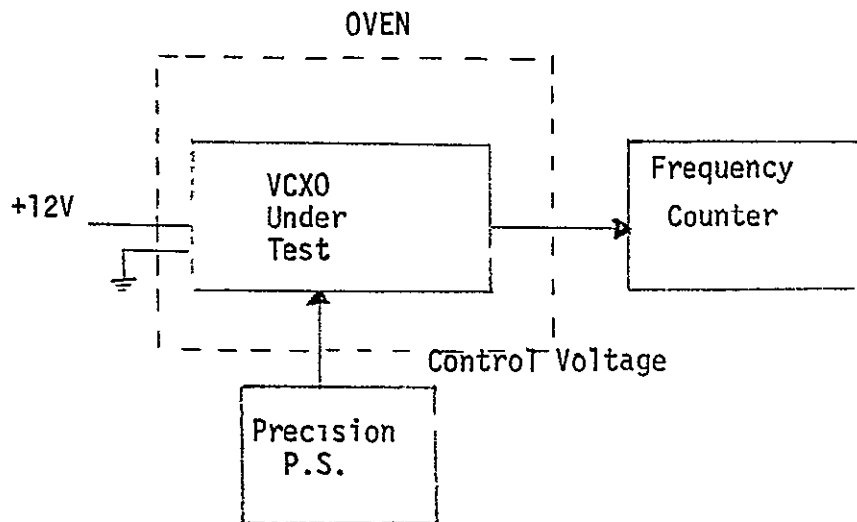 OVEN
+12V
VCXO
Under
Test
Frequency
Counter
Control Voltage
Precision
P.S.